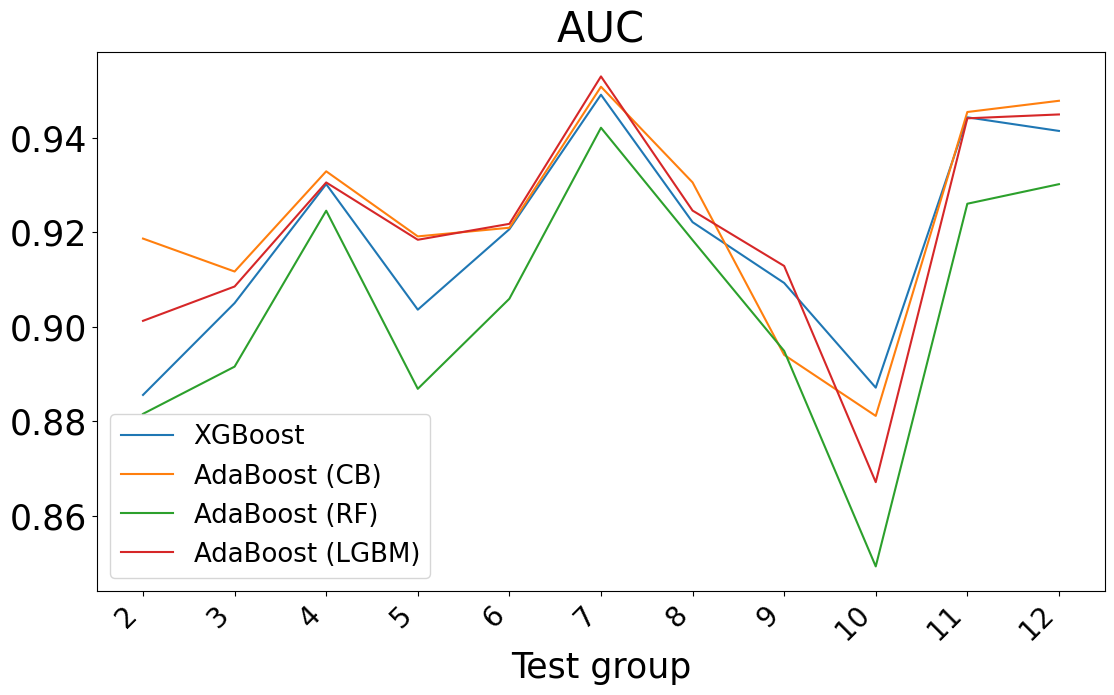 AUC
0.94
0.92
0.90
0.88
0.86
XGBoost
AdaBoost (CB)
AdaBoost (RF)
AdaBoost (LGBM)
2 3 4 5 6 7 8 9 10 11 12
Test group